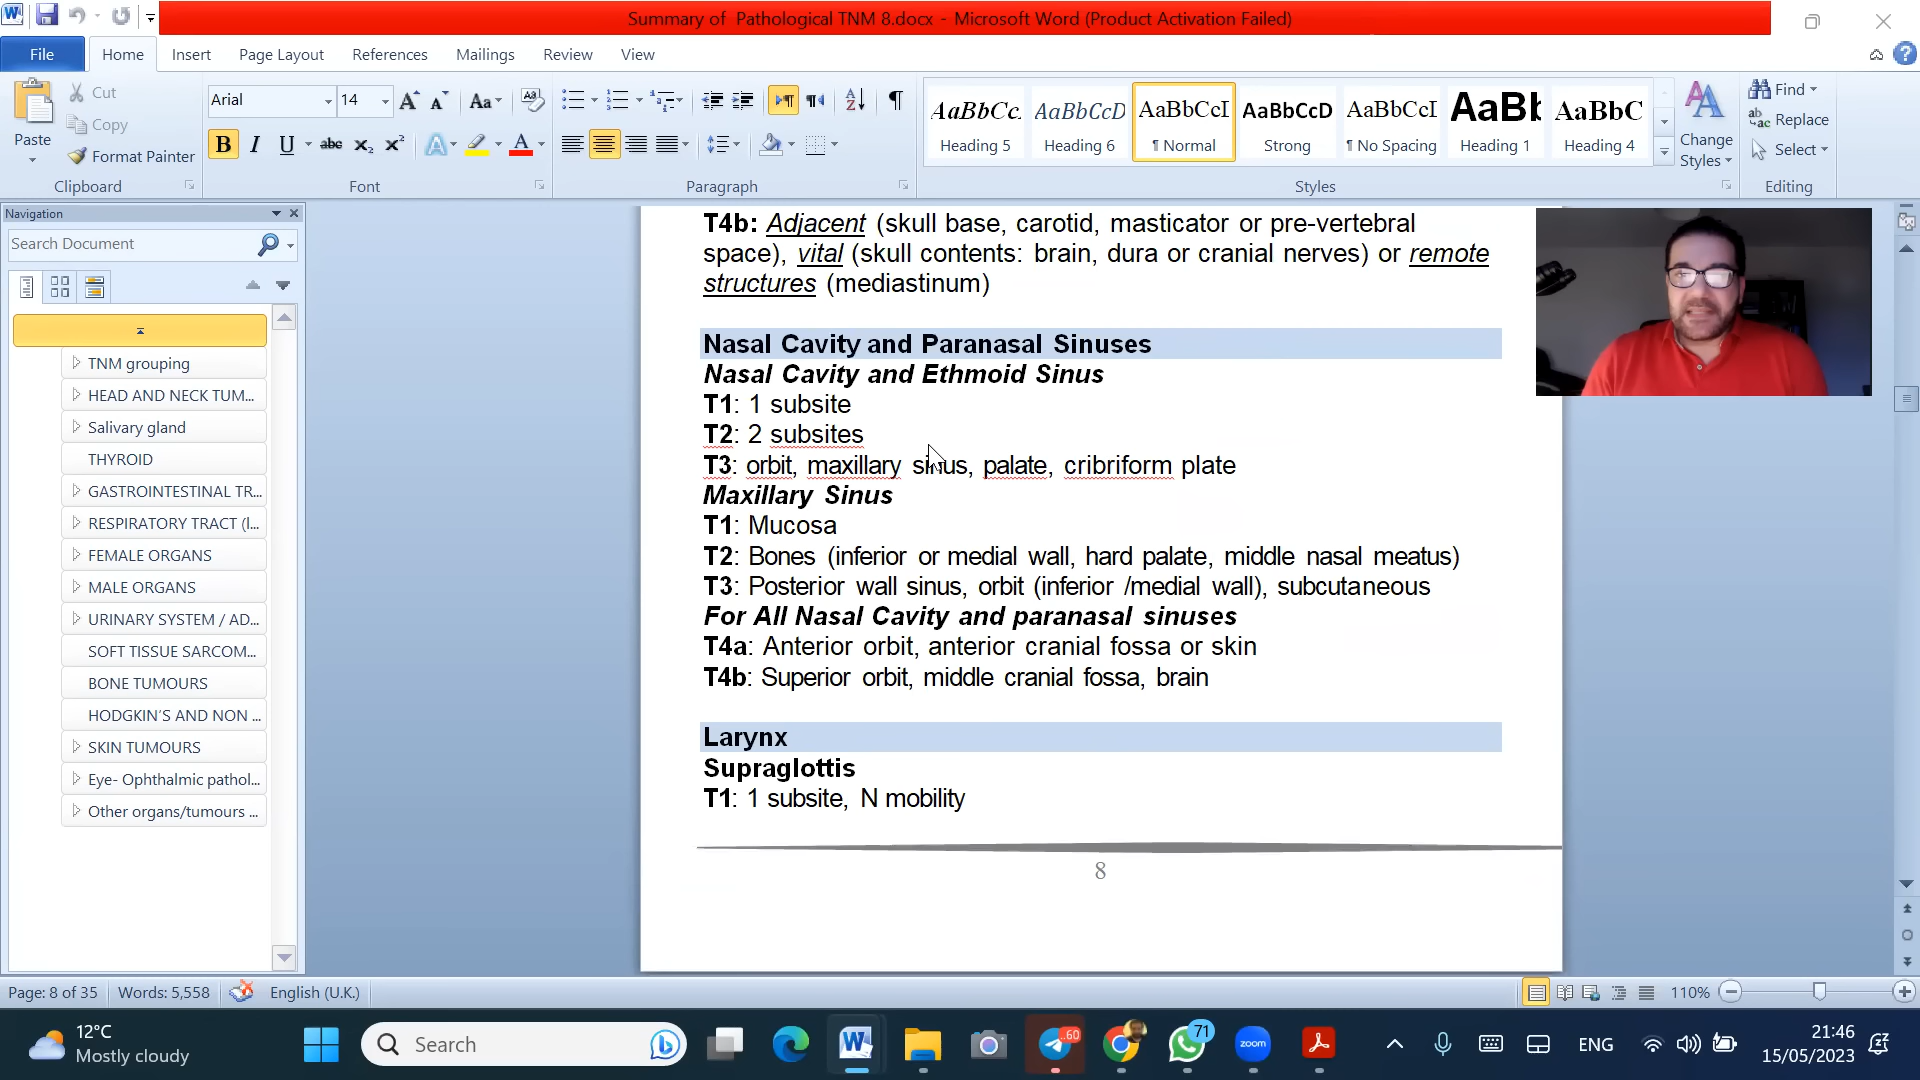 Summary of  Pathological TNM 8.docx  -  Microsoft Word (Product Activation Failed)
File
Home
Insert
Page Layout
References
Mailings
Review
View
Paste
Cut
Copy
Format Painter
Clipboard
Arial
14
Font
Paragraph
AaBbCc.
AaBbCcD
AaBbCcI
AaBbCcD
AaBbCcI
AaBb
AaBbC
Heading 5
Heading 6
¶ Normal
Strong
¶ No Spacing
Heading 1
Heading 4
Change Styles
Styles
Find
Replace
Select
Editing
Navigation
Search Document
TNM grouping
HEAD AND NECK TUM...
Salivary gland
THYROID
GASTROINTESTINAL TR...
RESPIRATORY TRACT (l...
FEMALE ORGANS
MALE ORGANS
URINARY SYSTEM / AD...
SOFT TISSUE SARCOM...
BONE TUMOURS
HODGKIN'S AND NON ...
SKIN TUMOURS
Eye- Ophthalmic pathol...
Other organs/tumours ...
T4b: Adjacent (skull base, carotid, masticator or pre-vertebral
space), vital (skull contents: brain, dura or cranial nerves) or remote
structures (mediastinum)
Nasal Cavity and Paranasal Sinuses
Nasal Cavity and Ethmoid Sinus
T1: 1 subsite
T2: 2 subsites
T3: orbit, maxillary sinus, palate, cribriform plate
Maxillary Sinus
T1: Mucosa
T2: Bones (inferior or medial wall, hard palate, middle nasal meatus)
T3: Posterior wall sinus, orbit (inferior /medial wall), subcutaneous
For All Nasal Cavity and paranasal sinuses
T4a: Anterior orbit, anterior cranial fossa or skin
T4b: Superior orbit, middle cranial fossa, brain
Larynx
Supraglottis
T1: 1 subsite, N mobility
8
Page: 8 of 35
Words: 5,558
English (U.K.)
110%
12°C
Mostly cloudy
Search
60
71
zoom
ENG
21:46
15/05/2023